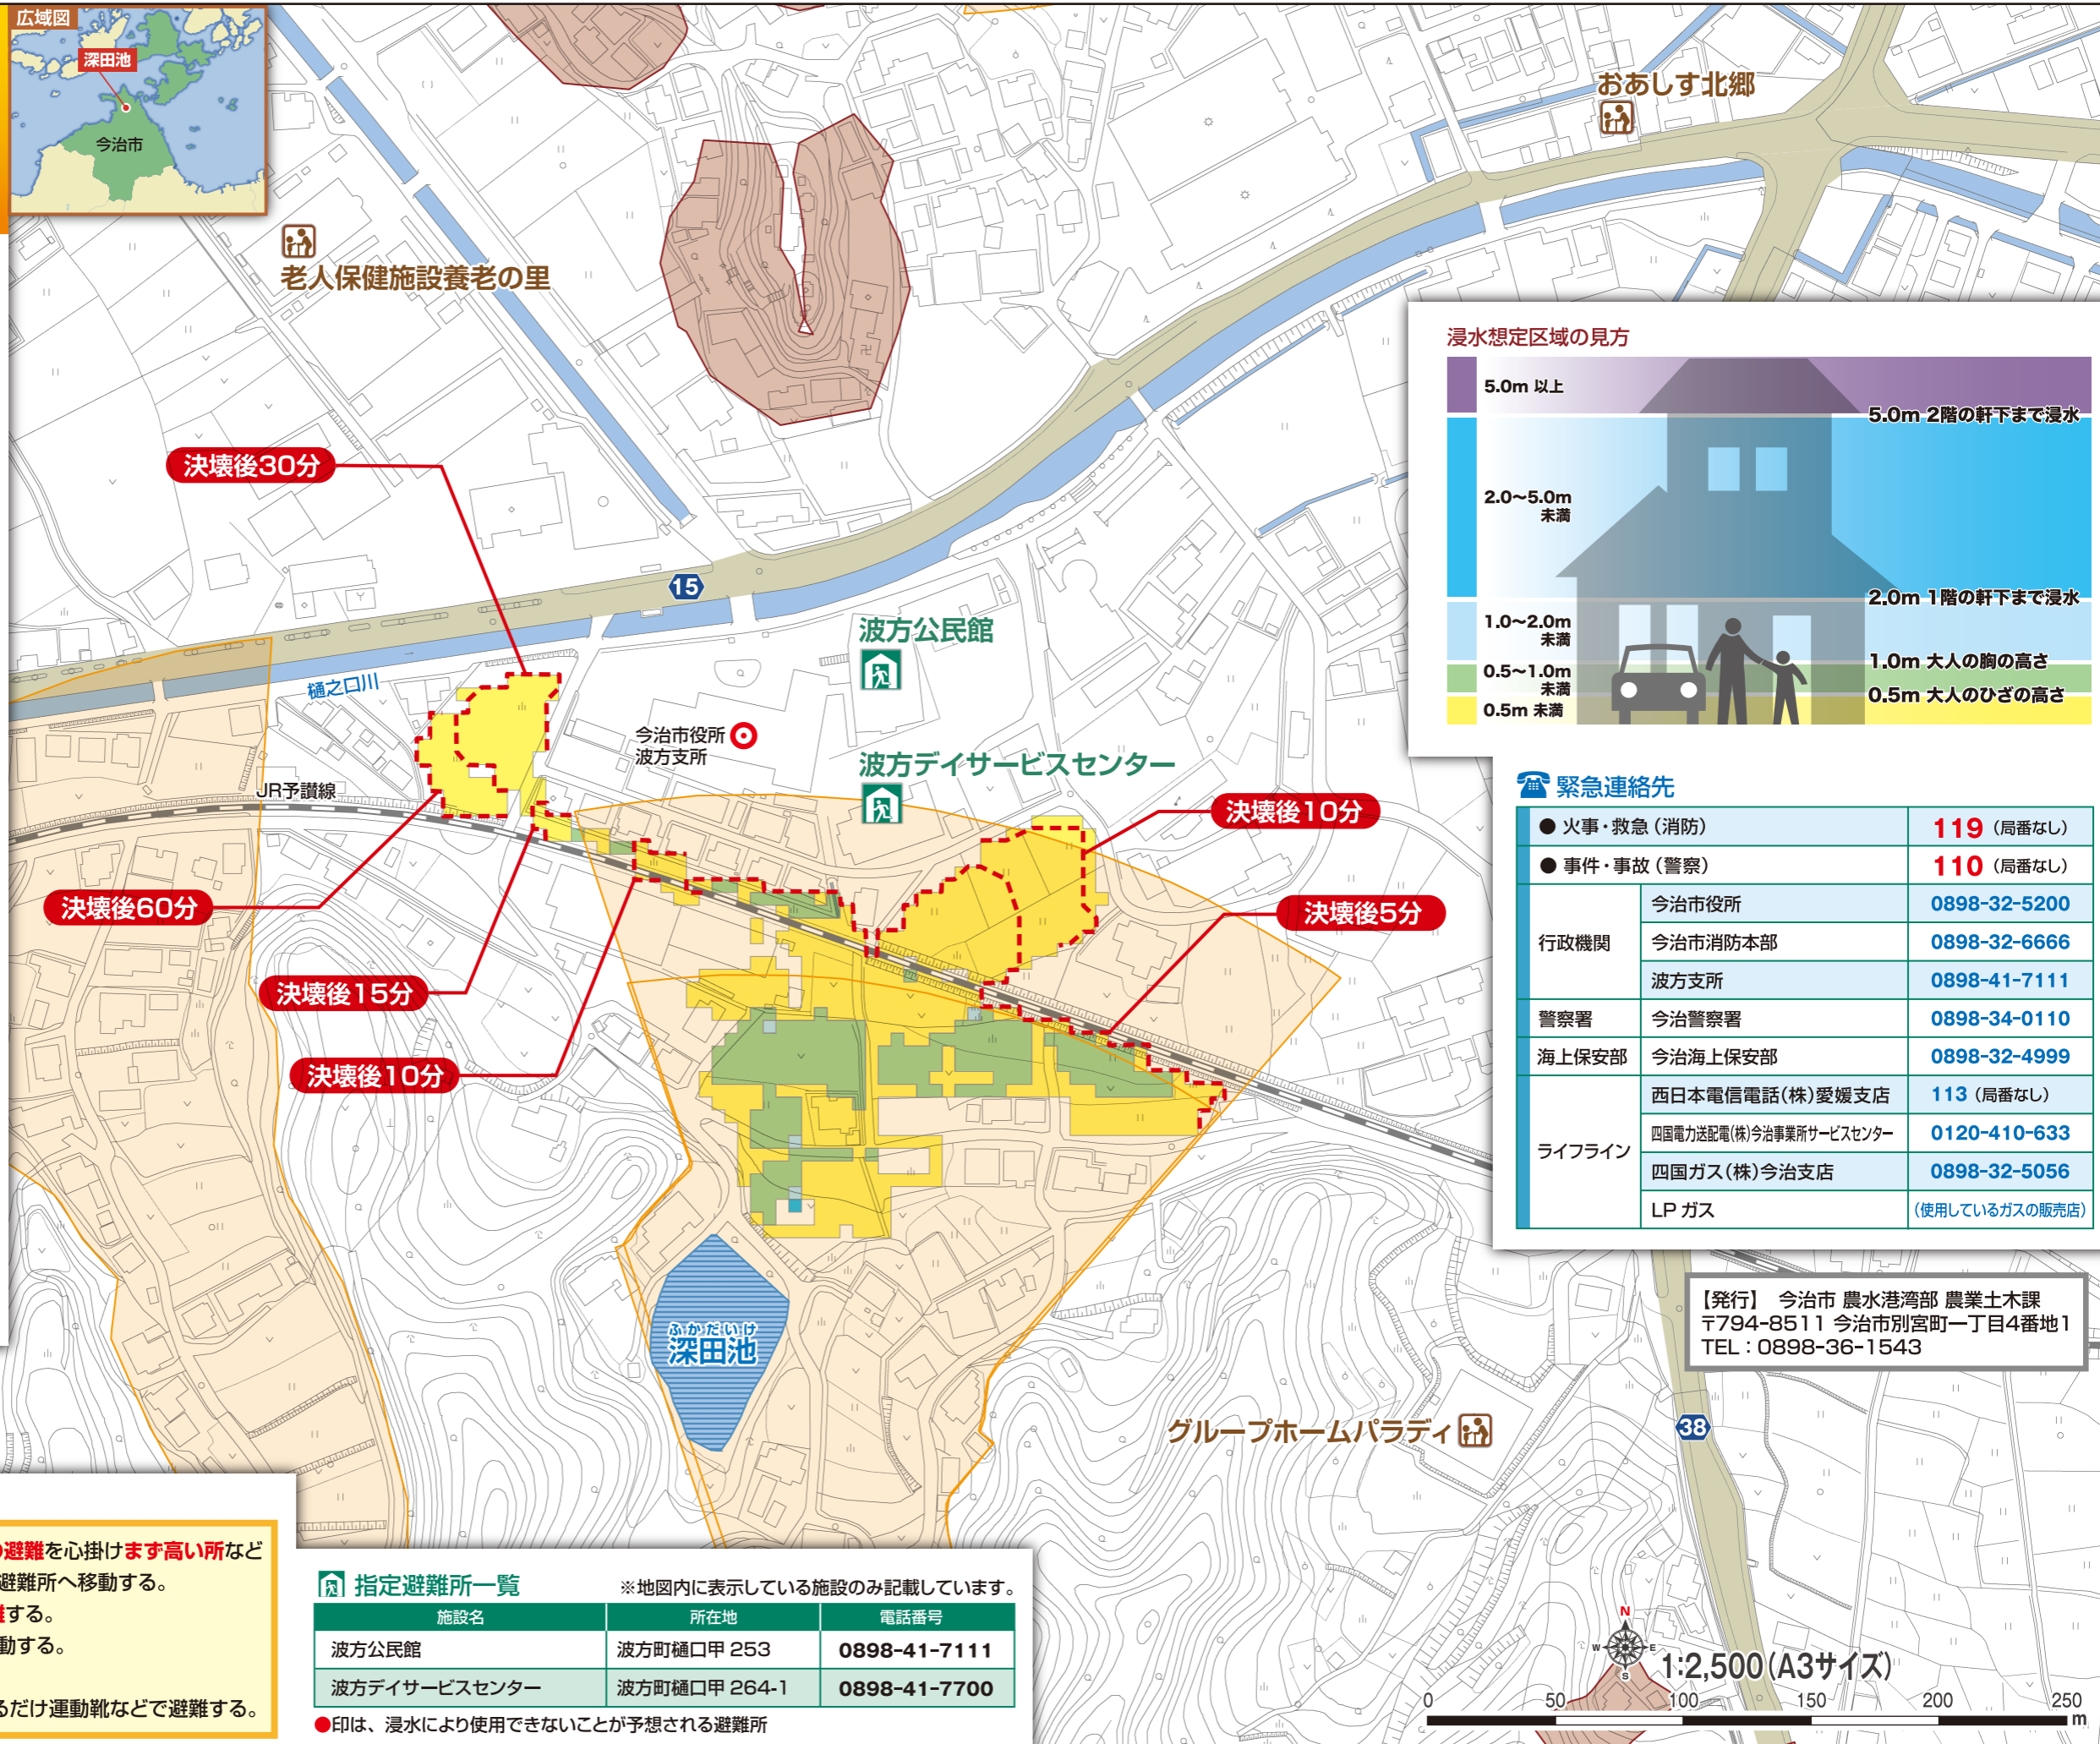 広域図
深田池
今治市
おあしす北郷
老人保健施設養老の里
浸水想定区域の見方
5.0m 以上
5.0m 2階の軒下まで浸水
2.0〜5.0m
未満
2.0m 1階の軒下まで浸水
1.0〜2.0m
未満
1.0m 大人の胸の高さ
0.5〜1.0m
未満
0.5m 大人のひざの高さ
0.5m 未満
決壊後30分
15
波方公民館
樋之口川
今治市役所
波方支所
波方デイサービスセンター
JR予讃線
決壊後10分
決壊後60分
決壊後5分
決壊後15分
決壊後10分
緊急連絡先
● 火事・救急(消防) 119 (局番なし)
● 事件・事故(警察) 110 (局番なし)
行政機関
今治市役所 0898-32-5200
今治市消防本部 0898-32-6666
波方支所 0898-41-7111
警察署 今治警察署 0898-34-0110
海上保安部 今治海上保安部 0898-32-4999
ライフライン
西日本電信電話(株)愛媛支店 113 (局番なし)
四国電力送配電(株)今治事業所サービスセンター 0120-410-633
四国ガス(株)今治支店 0898-32-5056
LP ガス (使用しているガスの販売店)
【発行】 今治市 農水港湾部 農業土木課
〒794-8511 今治市別宮町一丁目4番地1
TEL:0898-36-1543
ふかだいけ
深田池
グループホームパラディ
38
避難を心掛けまず高い所など
避難所へ移動する。
する。
動する。
るだけ運動靴などで避難する。
指定避難所一覧 ※地図内に表示している施設のみ記載しています。
施設名 所在地 電話番号
波方公民館 波方町樋口甲 253 0898-41-7111
波方デイサービスセンター 波方町樋口甲 264-1 0898-41-7700
●印は、浸水により使用できないことが予想される避難所
N
W E
S
1:2,500(A3サイズ)
0 50 100 150 200 250
m